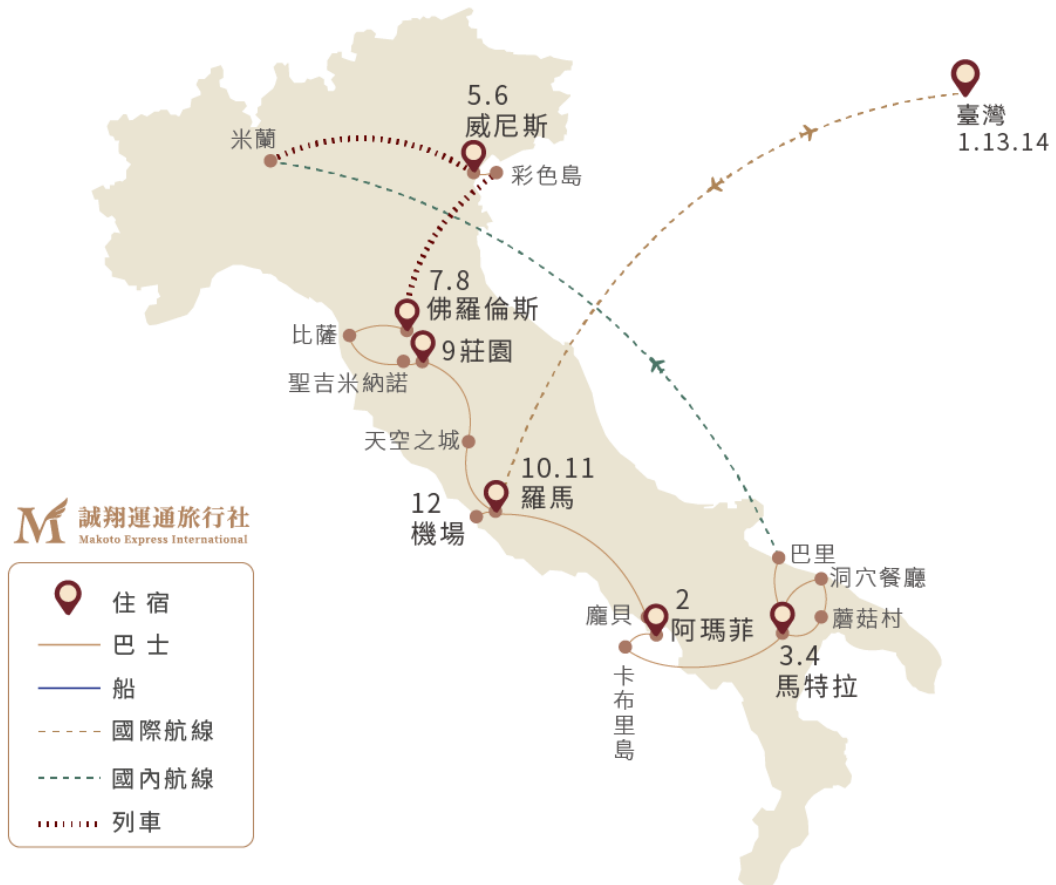 臺灣
1.13.14
5.6
威尼斯
米蘭
彩色島
7.8
佛羅倫斯
比薩
9莊園
聖吉米納諾
天空之城
10.11
羅馬
12
機場
巴里
洞穴餐廳
蘑菇村
龐貝
2
阿瑪菲
3.4
馬特拉
卡布里島
M 誠翔運通旅行社
Makoto Express International
住宿
巴士
船
國際航線
國內航線
列車